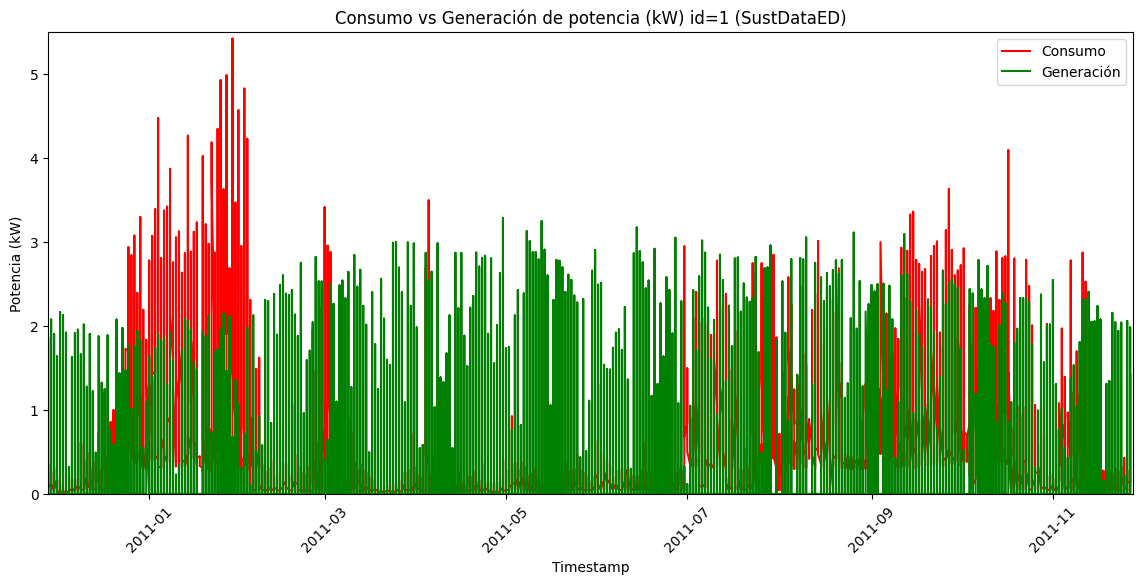 Consumo vs Generación de potencia (kW) id=1 (SustDataED)
Consumo
Generación
Potencia (kW)
5
4
3
2
1
0
2011-01
2011-03
2011-05
2011-07
2011-09
2011-11
Timestamp